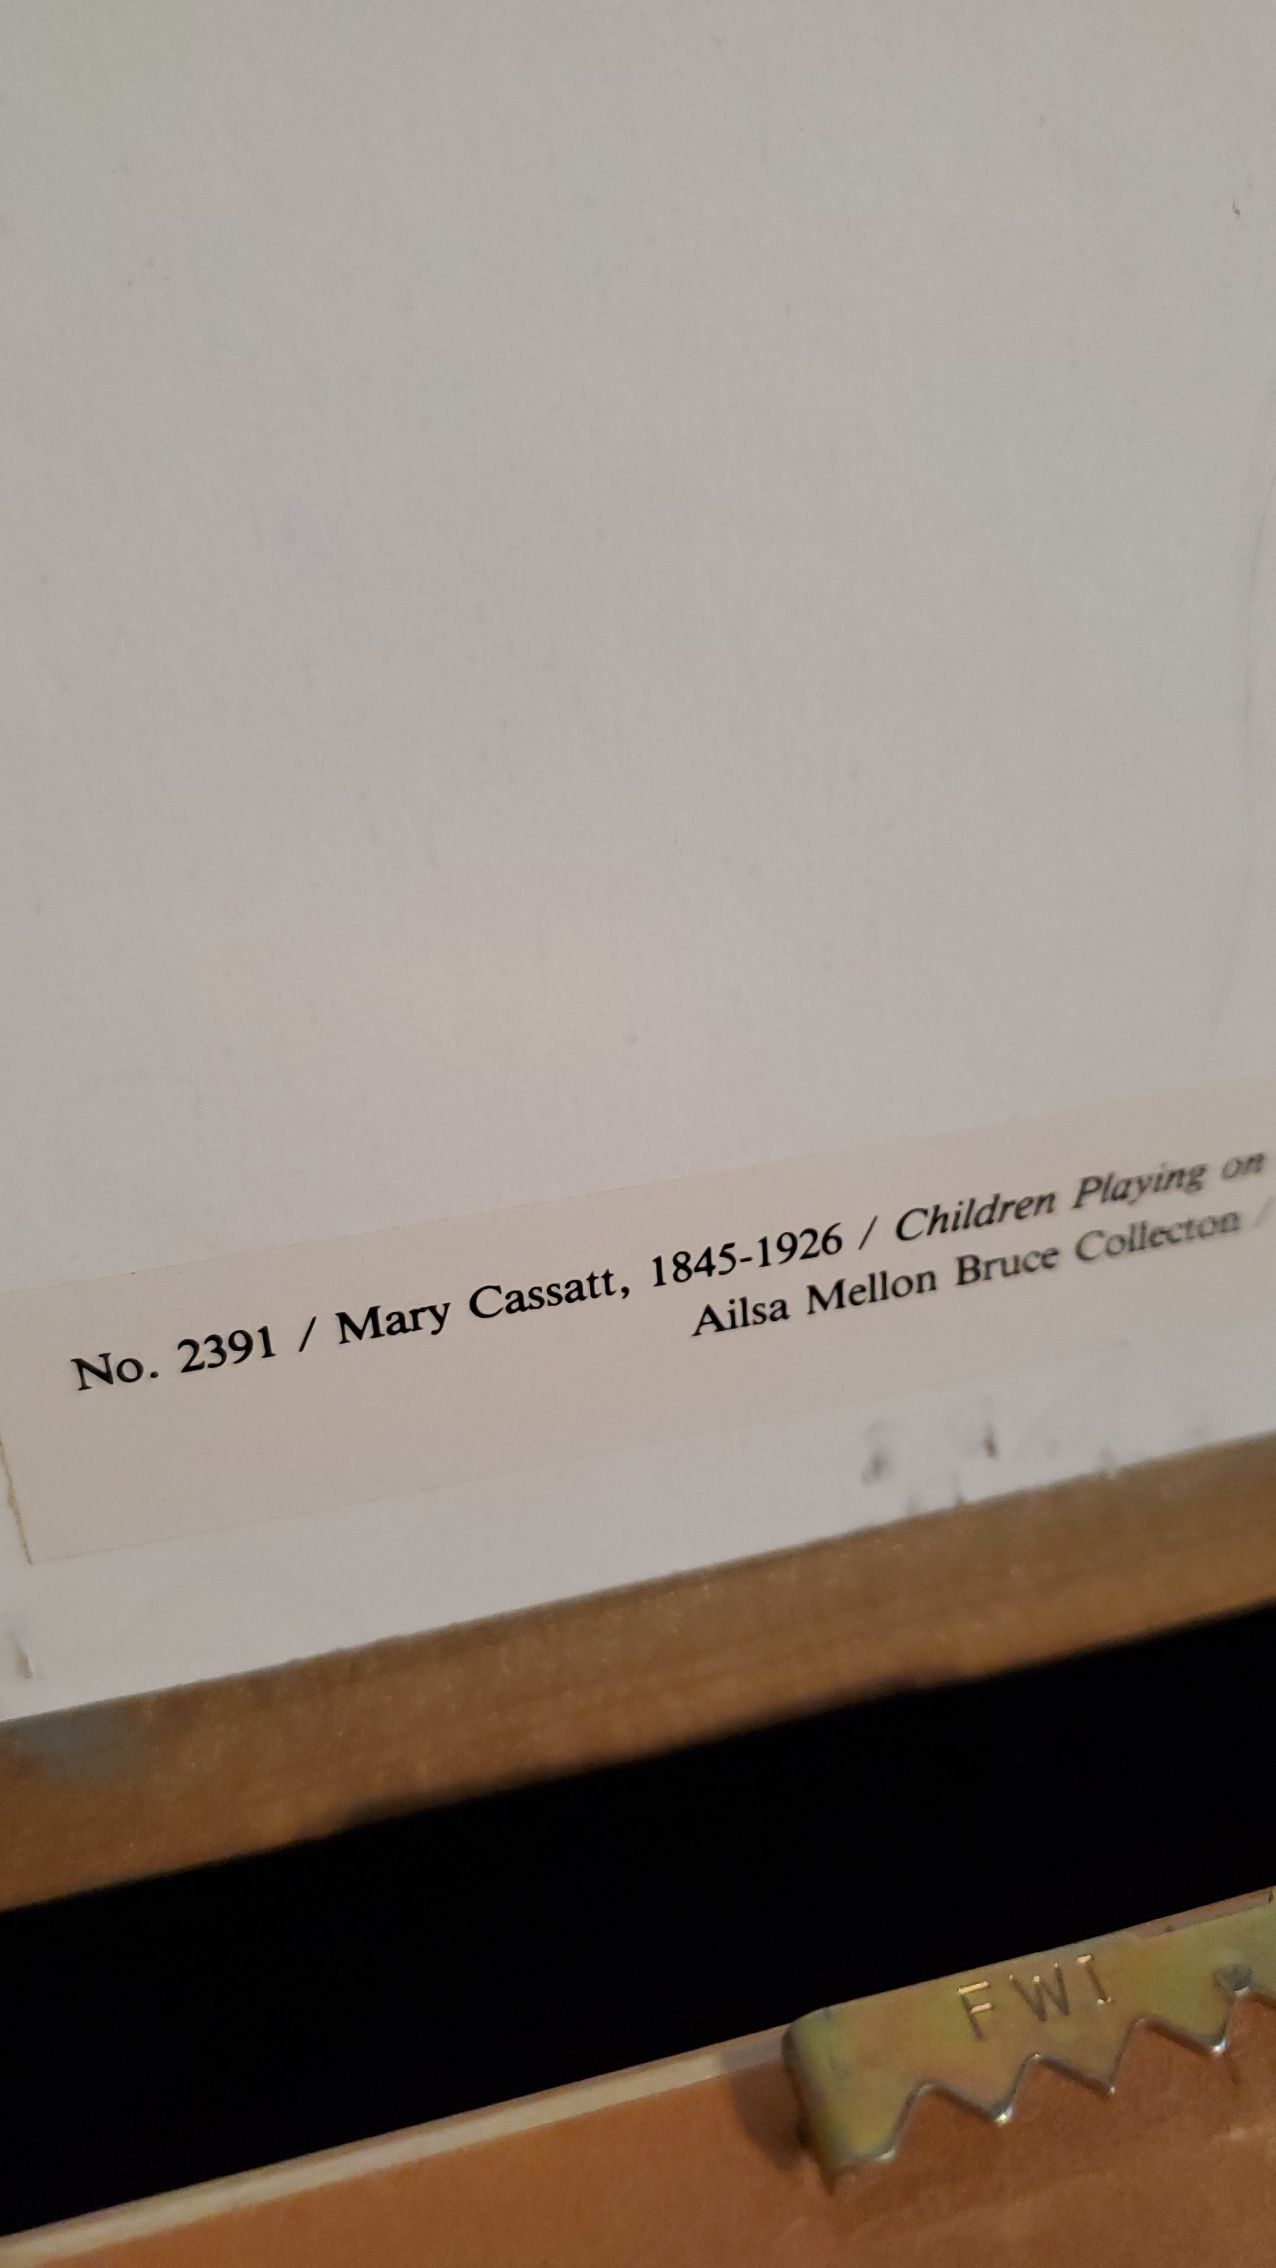 No. 2391 / Mary Cassatt, 1845-1926 / Children Playing on
Ailsa Mellon Bruce Collecton /
FWI